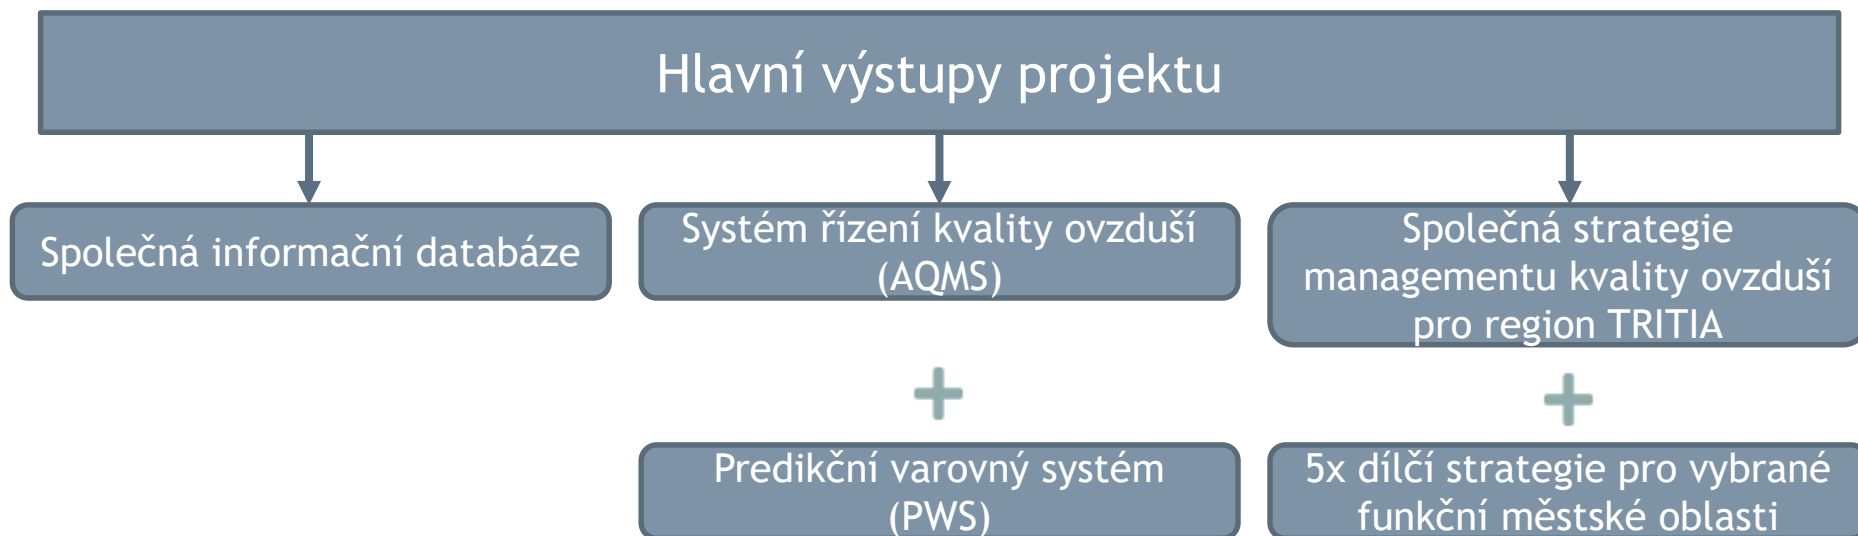 Hlavní výstupy projektu
Společná informační databáze
Systém řízení kvality ovzduší
(AQMS)
Společná strategie
managementu kvality ovzduší
pro region TRITIA
Predikční varovný systém
(PWS)
5x dílčí strategie pro vybrané
funkční městské oblasti